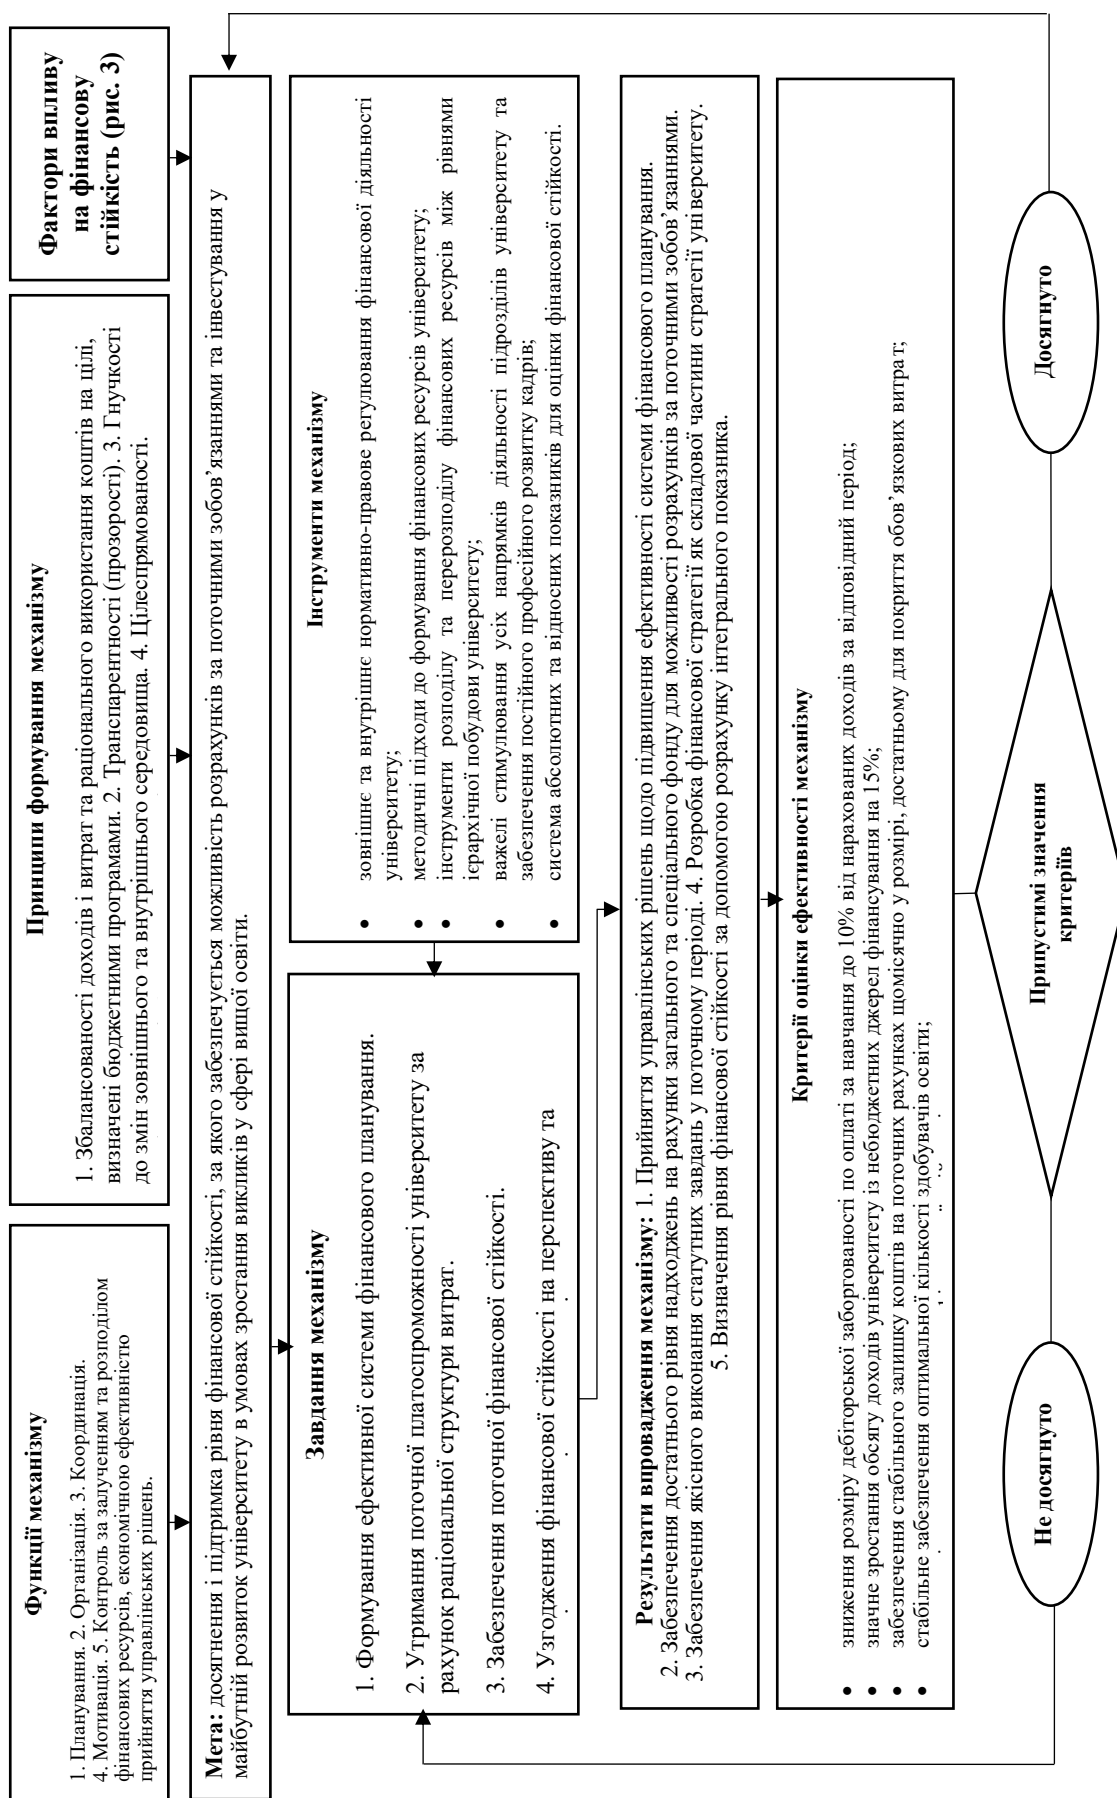 Функції механізму
1. Планування. 2. Організація. 3. Координація.
4. Мотивація. 5. Контроль за залученням та розподілом
фінансових ресурсів, економічною ефективністю
прийняття управлінських рішень.
Принципи формування механізму
1. Збалансованості доходів і витрат та раціонального використання коштів на цілі,
визначені бюджетними програмами. 2. Транспарентності (прозорості). 3. Гнучкості
до змін зовнішнього та внутрішнього середовища. 4. Цілеспрямованості.
Фактори впливу
на фінансову
стійкість (рис. 3)
Мета: досягнення і підтримка рівня фінансової стійкості, за якого забезпечується можливість розрахунків за поточними зобов’язаннями та інвестування у
майбутній розвиток університету в умовах зростання викликів у сфері вищої освіти.
Завдання механізму
1. Формування ефективної системи фінансового планування.
2. Утримання поточної платоспроможності університету за
рахунок раціональної структури витрат.
3. Забезпечення поточної фінансової стійкості.
4. Узгодження фінансової стійкості на перспективу та
Інструменти механізму
• зовнішнє та внутрішнє нормативно-правове регулювання фінансової діяльності
університету;
• методичні підходи до формування фінансових ресурсів університету;
• інструменти розподілу та перерозподілу фінансових ресурсів між рівнями
ієрархічної побудови університету;
• важелі стимулювання усіх напрямків діяльності підрозділів університету та
забезпечення постійного професійного розвитку кадрів;
• система абсолютних та відносних показників для оцінки фінансової стійкості.
Результати впровадження механізму: 1. Прийняття управлінських рішень щодо підвищення ефективності системи фінансового планування.
2. Забезпечення достатнього рівня надходжень на рахунки загального та спеціального фонду для можливості розрахунків за поточними зобов’язаннями.
3. Забезпечення якісного виконання статутних завдань у поточному періоді. 4. Розробка фінансової стратегії як складової частини стратегії університету.
5. Визначення рівня фінансової стійкості за допомогою розрахунку інтегрального показника.
Критерії оцінки ефективності механізму
• зниження розміру дебіторської заборгованості по оплаті за навчання до 10% від нарахованих доходів за відповідний період;
• значне зростання обсягу доходів університету із небюджетних джерел фінансування на 15%;
• забезпечення стабільного залишку коштів на поточних рахунках щомісячно у розмірі, достатньому для покриття обов’язкових витрат;
• стабільне забезпечення оптимальної кількості здобувачів освіти;
Не досягнуто
Припустимі значення
критеріїв
Досягнуто